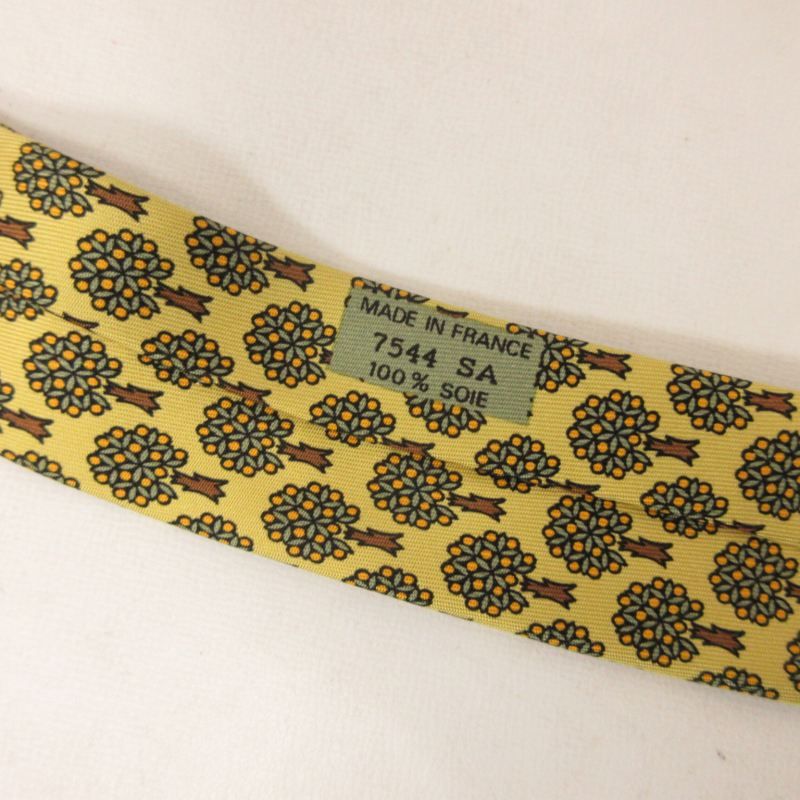 MADE IN FRANCE
7544 SA
100% SOIE